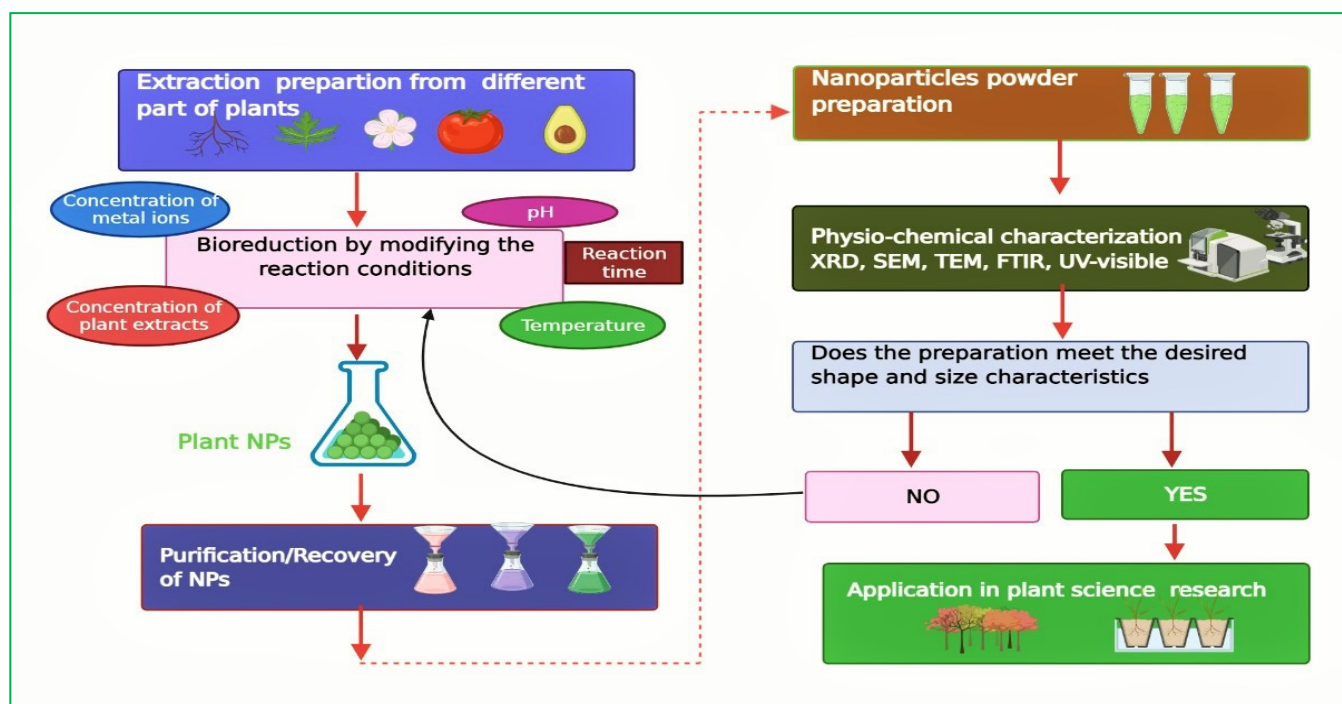 Extraction prepartion from different
part of plants
Concentration of
metal ions
pH
Bioreduction by modifying the
reaction conditions
Reaction
time
Concentration of
plant extracts
Temperature
Plant NPs
Purification/Recovery
of NPs
Nanoparticles powder
preparation
Physio-chemical characterization
XRD, SEM, TEM, FTIR, UV-visible
Does the preparation meet the desired
shape and size characteristics
NO
YES
Application in plant science research